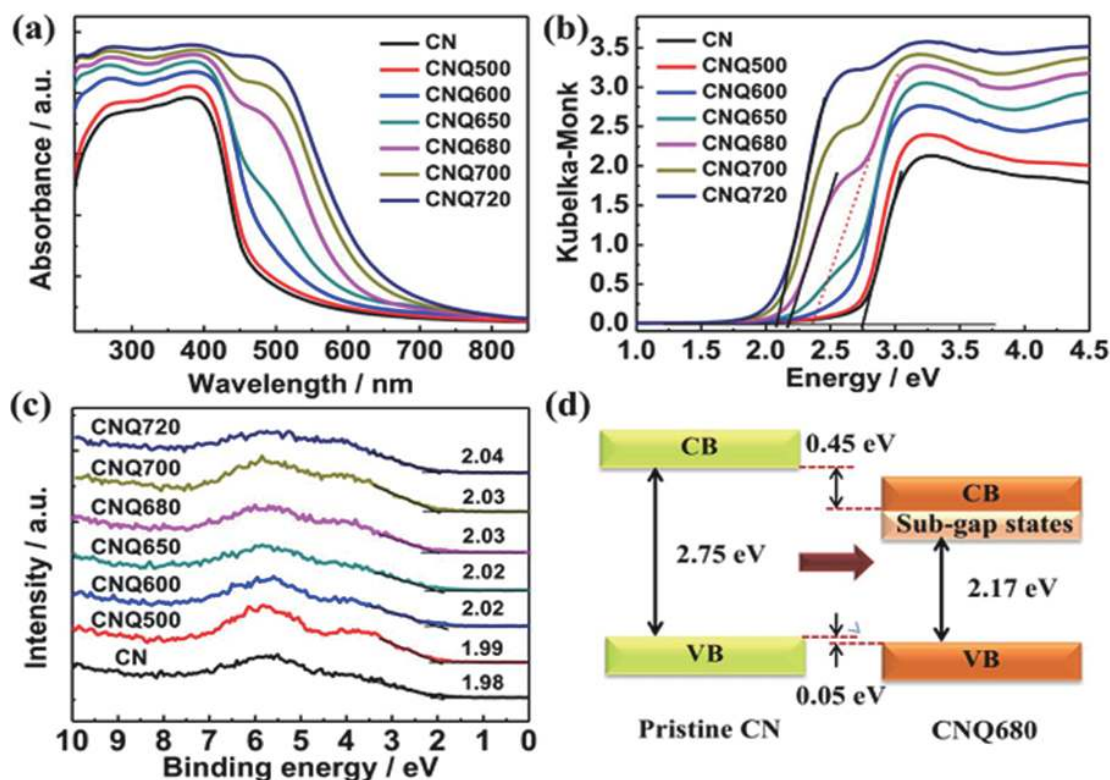 (a)
Absorbance / a.u.
CN
CNQ500
CNQ600
CNQ650
CNQ680
CNQ700
CNQ720
300 400 500 600 700 800
Wavelength / nm
(b)
Kubelka-Monk
3.5
3.0
2.5
2.0
1.5
1.0
0.5
0.0
CN
CNQ500
CNQ600
CNQ650
CNQ680
CNQ700
CNQ720
1.0 1.5 2.0 2.5 3.0 3.5 4.0 4.5
Energy / eV
(c)
Intensity / a.u.
CNQ720
2.04
CNQ700
2.03
CNQ680
2.03
CNQ650
2.02
CNQ600
2.02
CNQ500
1.99
CN
1.98
10 9 8 7 6 5 4 3 2 1 0
Binding energy / eV
(d)
CB
0.45 eV
CB
Sub-gap states
2.75 eV
2.17 eV
VB
VB
0.05 eV
Pristine CN
CNQ680